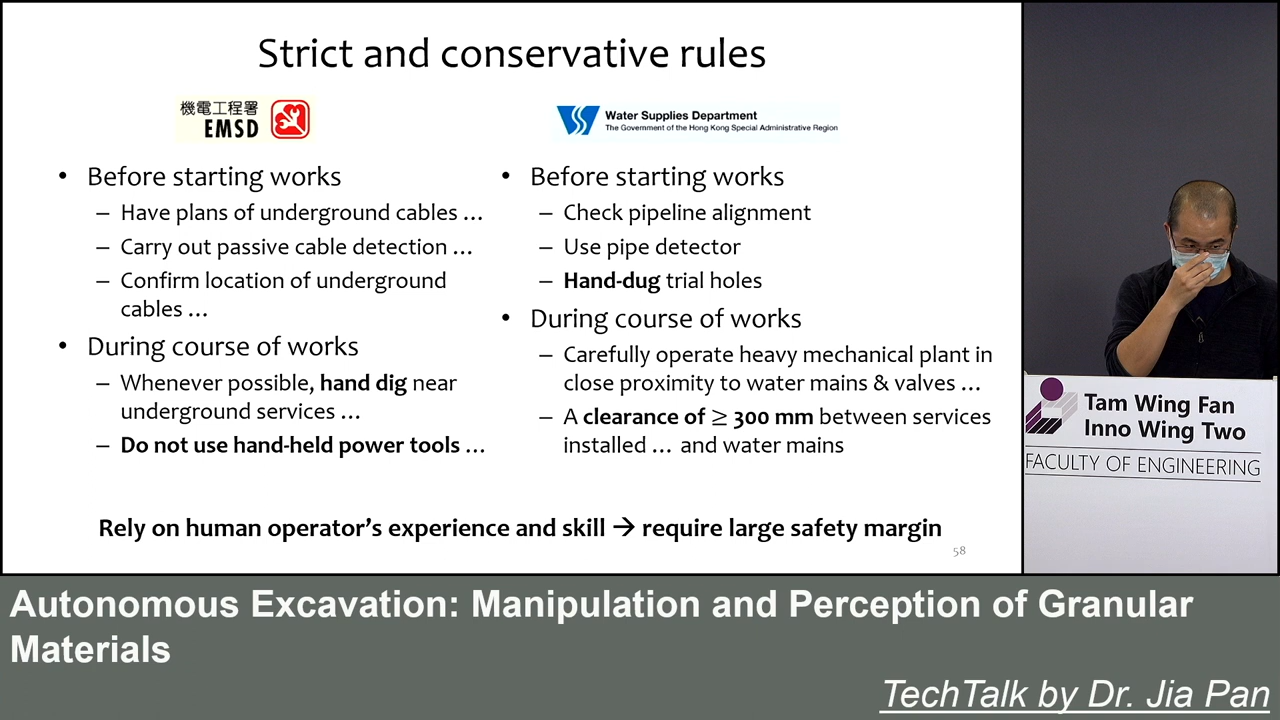 Strict and conservative rules
機電工程署
EMSD
Water Supplies Department
The Government of the Hong Kong Special Administrative Region
• Before starting works
– Have plans of underground cables …
– Carry out passive cable detection …
– Confirm location of underground
cables …
• During course of works
– Whenever possible, hand dig near
underground services …
– Do not use hand-held power tools …
• Before starting works
– Check pipeline alignment
– Use pipe detector
– Hand-dug trial holes
• During course of works
– Carefully operate heavy mechanical plant in
close proximity to water mains & valves …
– A clearance of ≥ 300 mm between services
installed … and water mains
Rely on human operator’s experience and skill → require large safety margin
58
Tam Wing Fan
Inno Wing Two
FACULTY OF ENGINEERING
Autonomous Excavation: Manipulation and Perception of Granular
Materials
TechTalk by Dr. Jia Pan